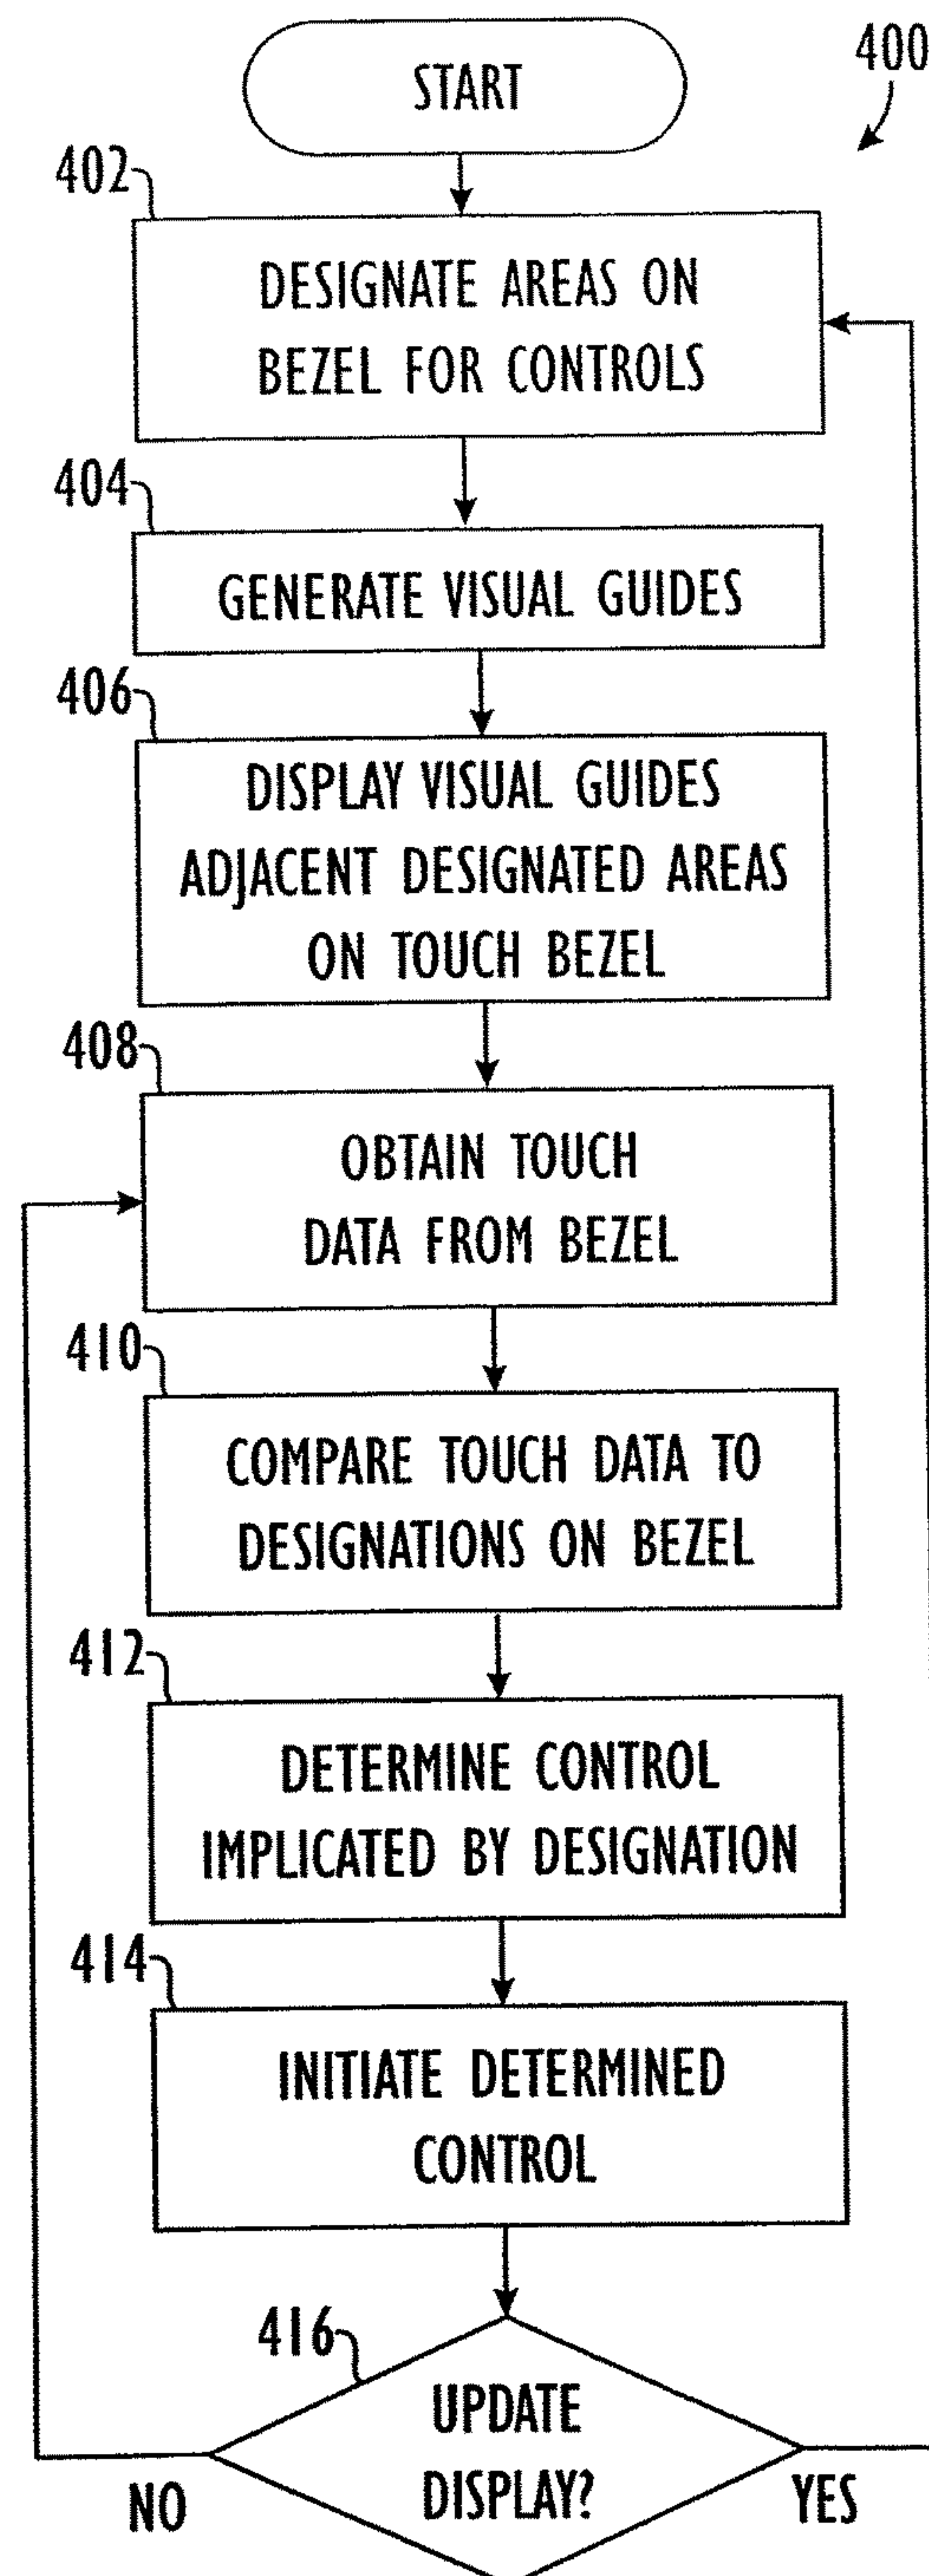 START
400
402
DESIGNATE AREAS ON
BEZEL FOR CONTROLS
404
GENERATE VISUAL GUIDES
406
DISPLAY VISUAL GUIDES
ADJACENT DESIGNATED AREAS
ON TOUCH BEZEL
408
OBTAIN TOUCH
DATA FROM BEZEL
410
COMPARE TOUCH DATA TO
DESIGNATIONS ON BEZEL
412
DETERMINE CONTROL
IMPLICATED BY DESIGNATION
414
INITIATE DETERMINED
CONTROL
416
UPDATE
DISPLAY?
NO
YES